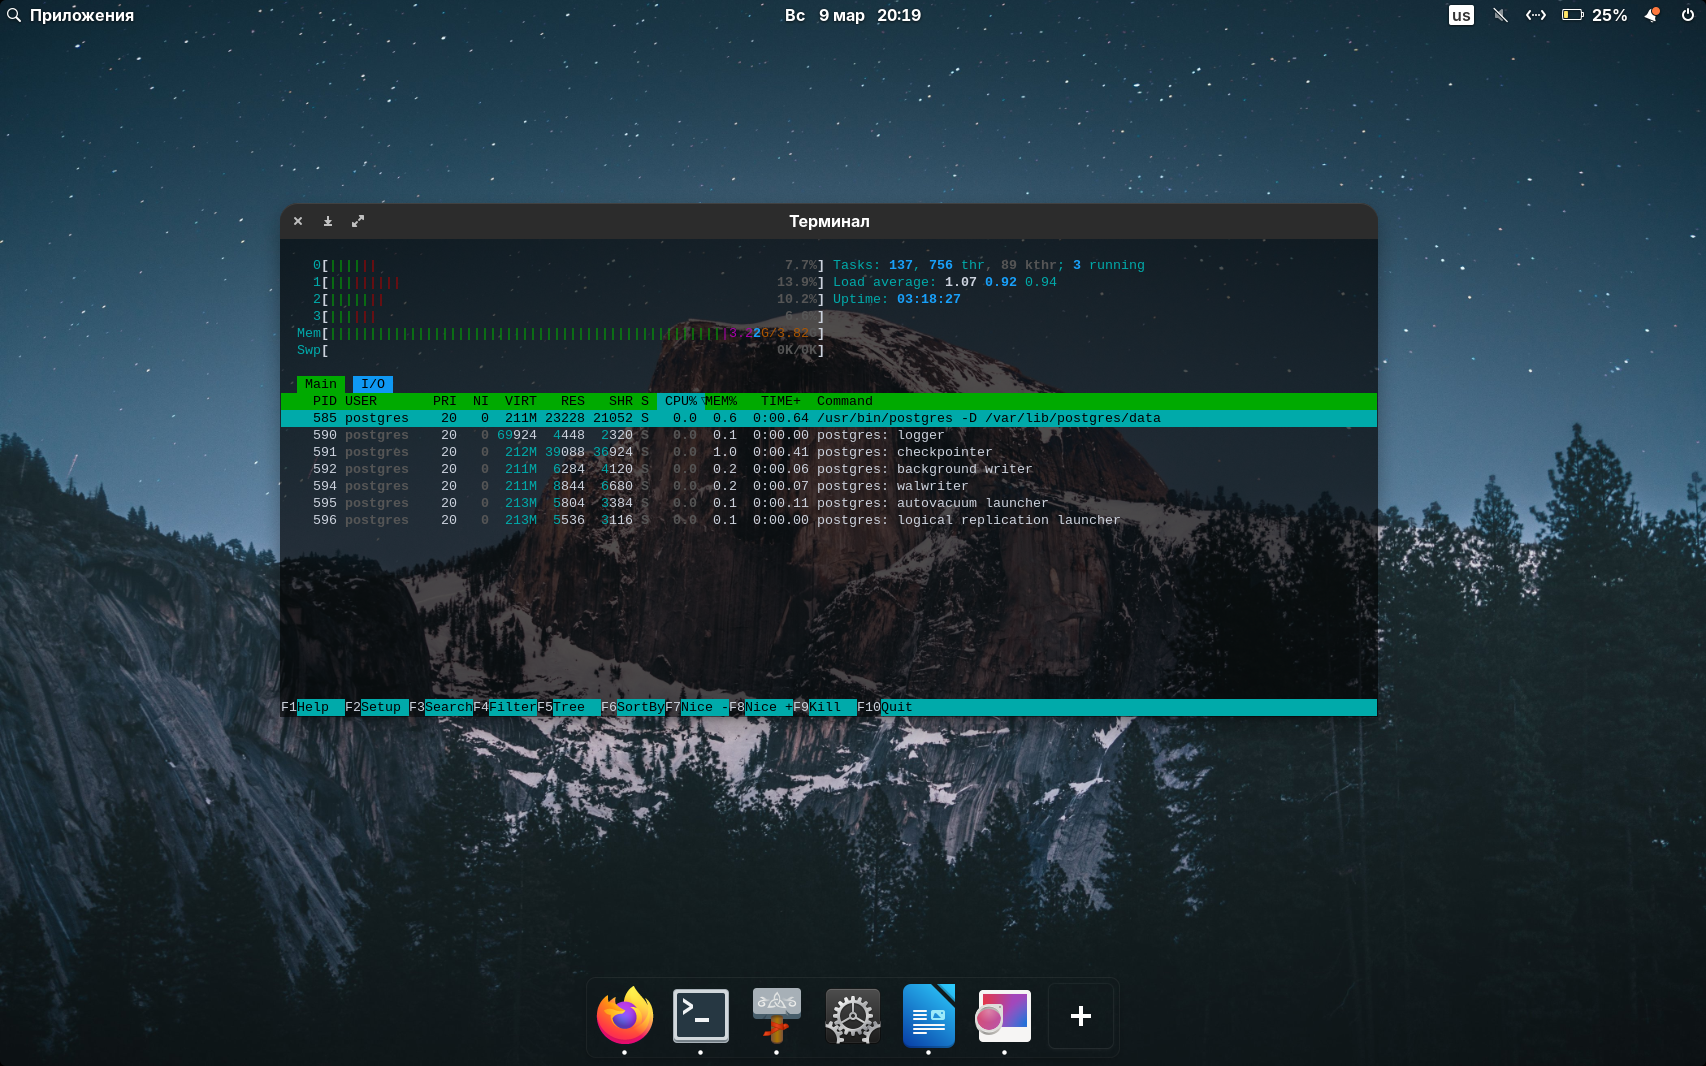 Приложения
Вс 9 мар 20:19
us 25%
Терминал
0[|||||| 7.7%] Tasks: 137, 756 thr, 89 kthr; 3 running
1[||||||||| 13.9%] Load average: 1.07 0.92 0.94
2[||||||| 10.2%] Uptime: 03:18:27
3[|||||| 6.6%]
Mem[||||||||||||||||||||||||||||||||||||||||||||||||||3.22G/3.82G]
Swp[ 0K/0K]
Main I/O
PID USER PRI NI VIRT RES SHR S CPU%▽MEM% TIME+ Command
585 postgres 20 0 211M 23228 21052 S 0.0 0.6 0:00.64 /usr/bin/postgres -D /var/lib/postgres/data
590 postgres 20 0 69924 4448 2320 S 0.0 0.1 0:00.00 postgres: logger
591 postgres 20 0 212M 39088 36924 S 0.0 1.0 0:00.41 postgres: checkpointer
592 postgres 20 0 211M 6284 4120 S 0.0 0.2 0:00.06 postgres: background writer
594 postgres 20 0 211M 8844 6680 S 0.0 0.2 0:00.07 postgres: walwriter
595 postgres 20 0 213M 5804 3384 S 0.0 0.1 0:00.11 postgres: autovacuum launcher
596 postgres 20 0 213M 5536 3116 S 0.0 0.1 0:00.00 postgres: logical replication launcher
F1Help F2Setup F3SearchF4FilterF5Tree F6SortByF7Nice -F8Nice +F9Kill F10Quit